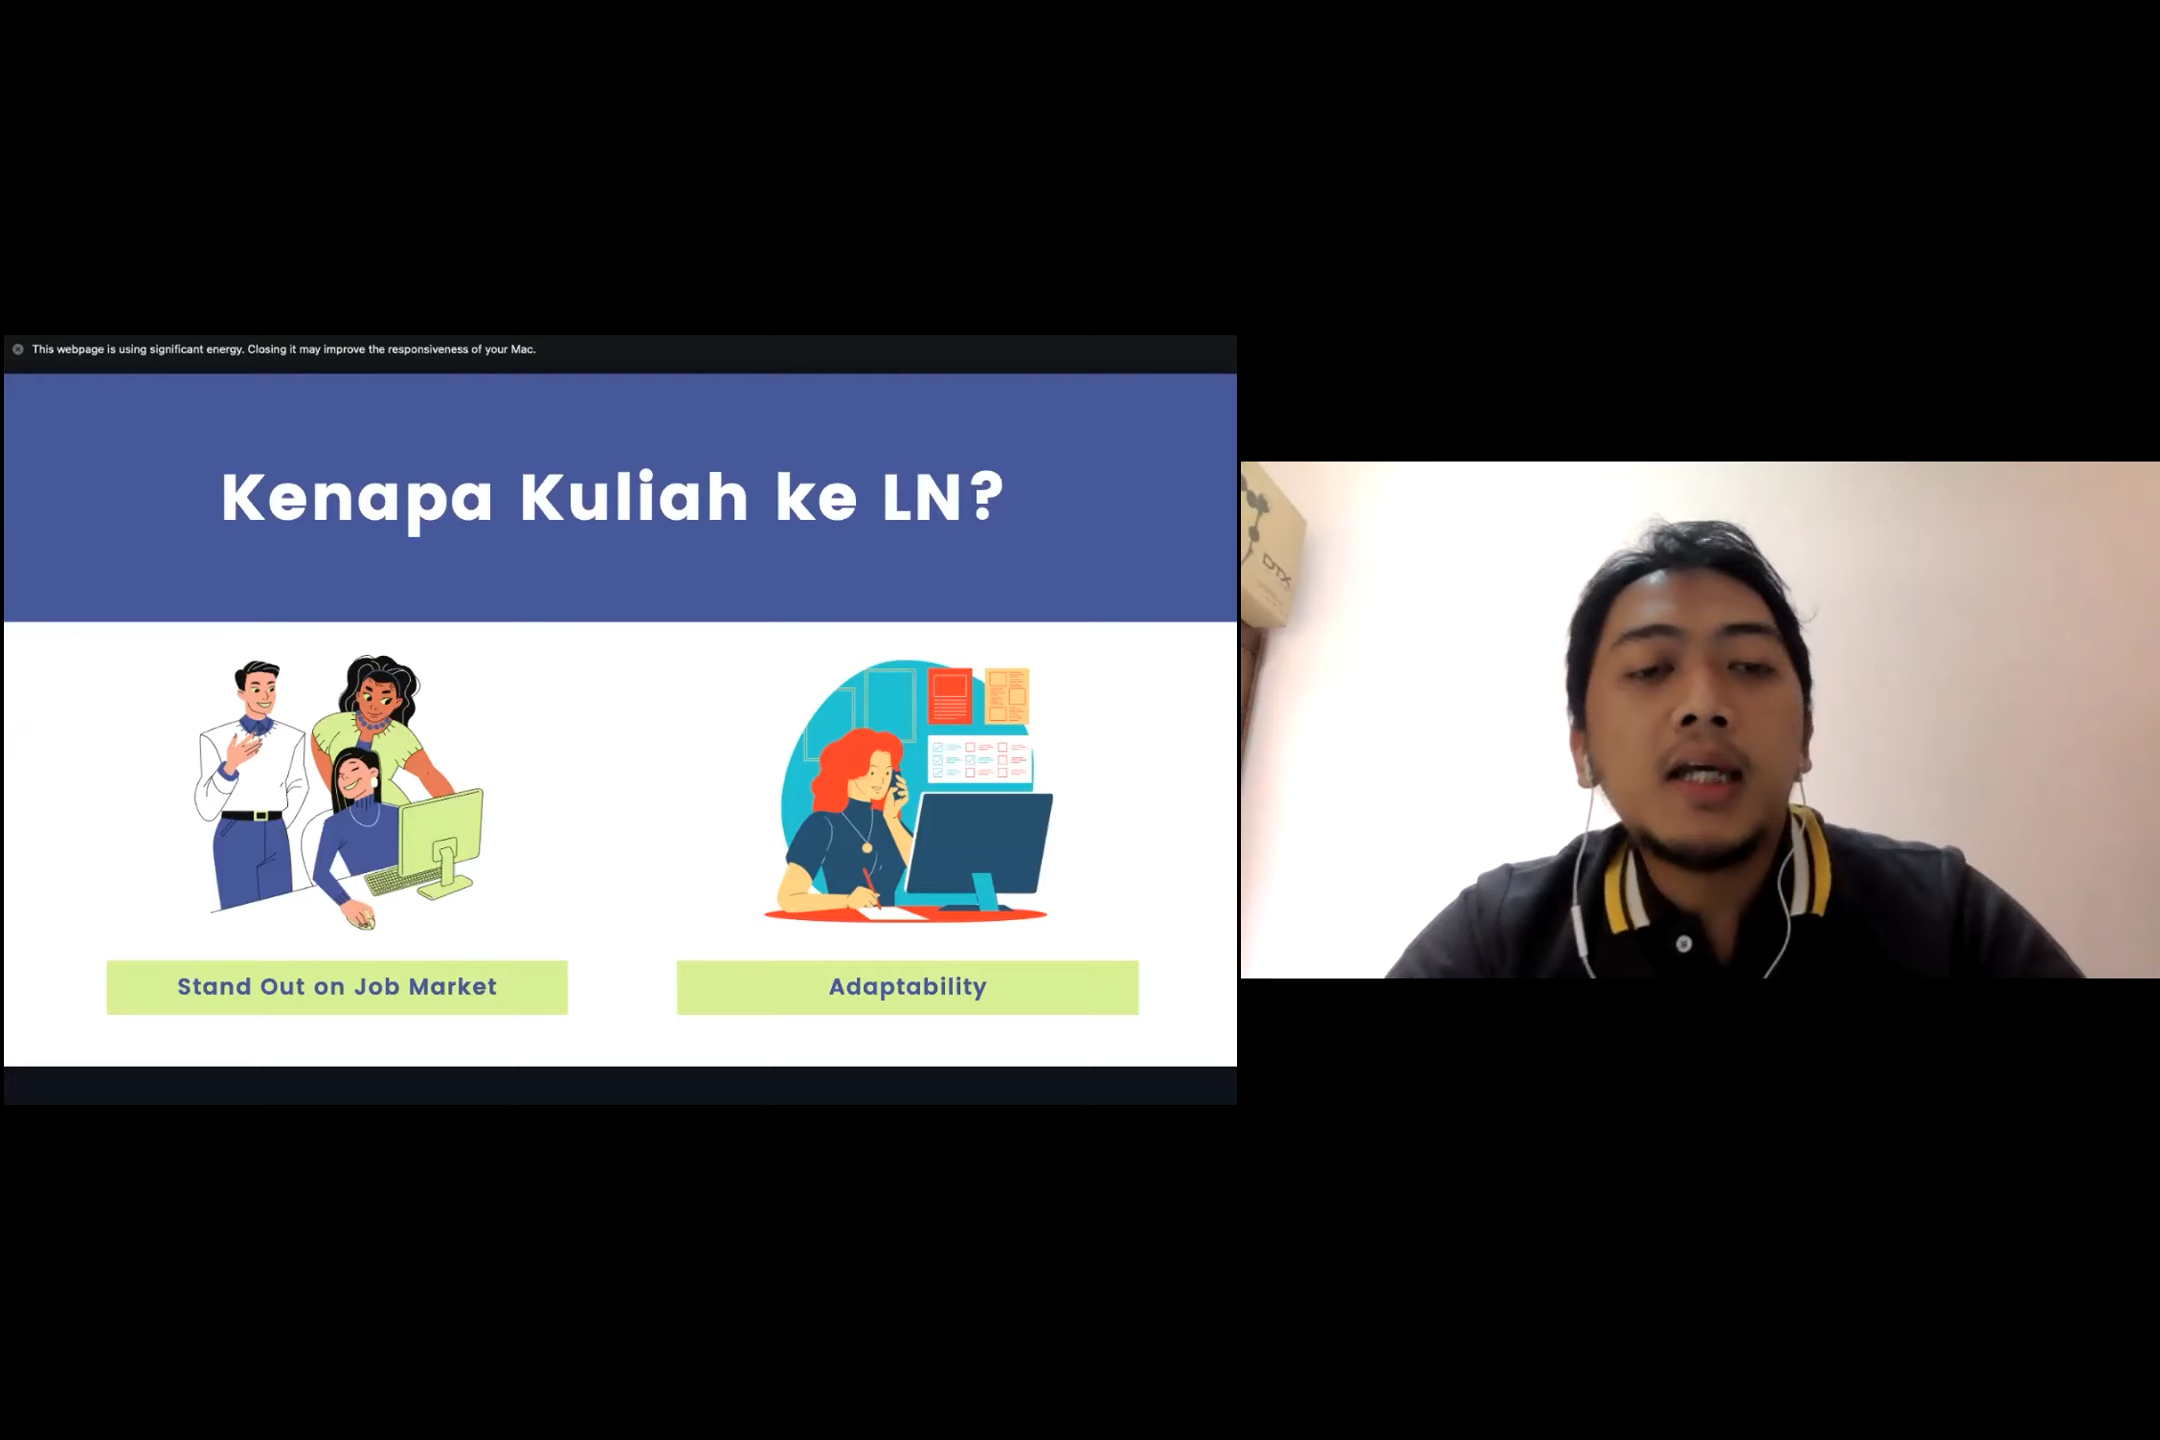 This webpage is using significant energy. Closing it may improve the responsiveness of your Mac.
Kenapa Kuliah ke LN?
Stand Out on Job Market
Adaptability
DTX